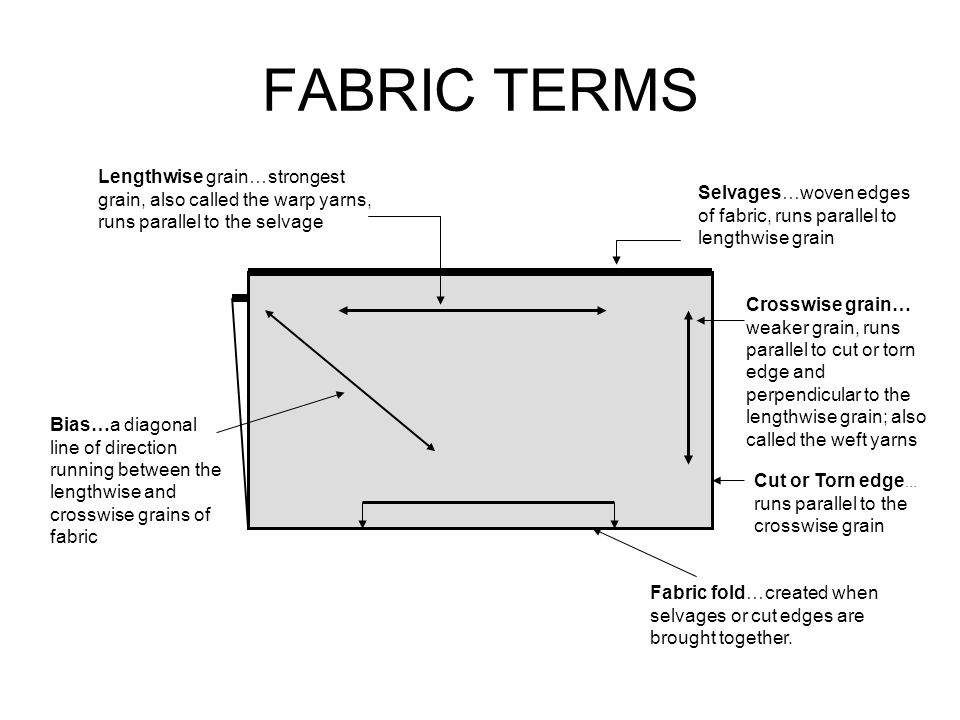 FABRIC TERMS
Lengthwise grain…strongest
grain, also called the warp yarns,
runs parallel to the selvage
Selvages…woven edges
of fabric, runs parallel to
lengthwise grain
Crosswise grain…
weaker grain, runs
parallel to cut or torn
edge and
perpendicular to the
lengthwise grain; also
called the weft yarns
Bias…a diagonal
line of direction
running between the
lengthwise and
crosswise grains of
fabric
Cut or Torn edge…
runs parallel to the
crosswise grain
Fabric fold…created when
selvages or cut edges are
brought together.